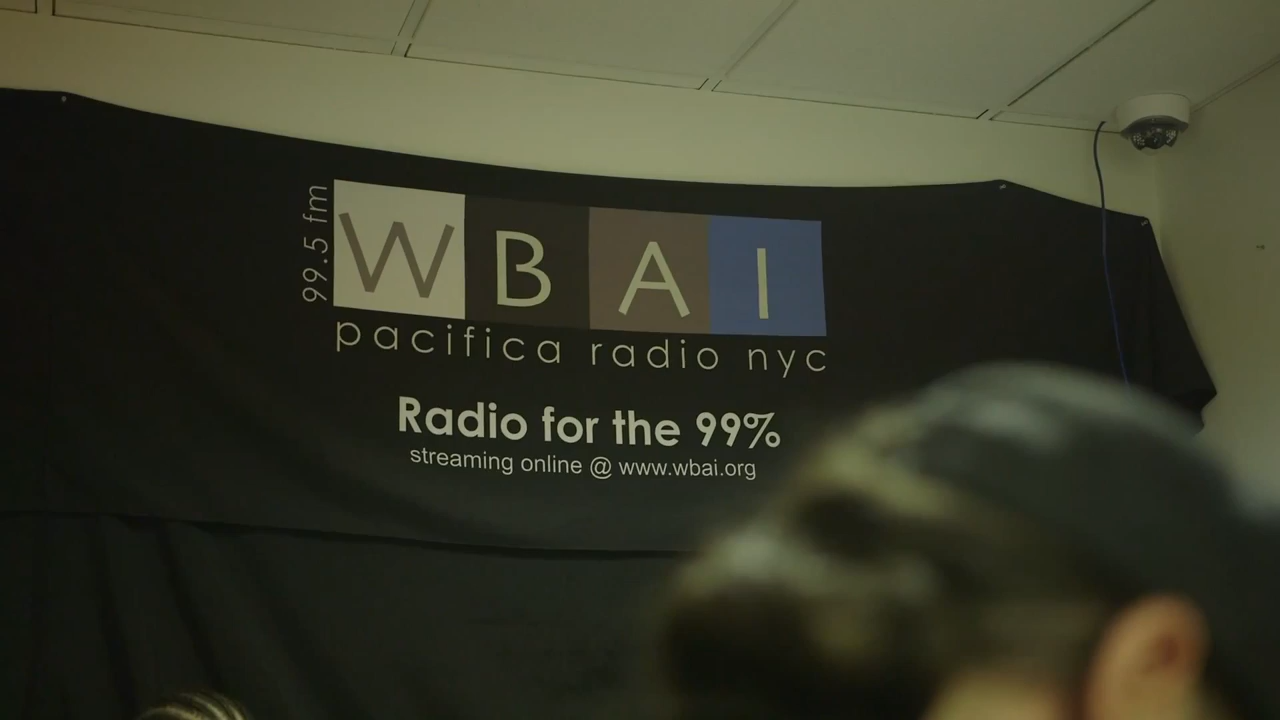 99.5 fm
WBAI
pacifica radio nyc
Radio for the 99%
streaming online @ www.wbai.org